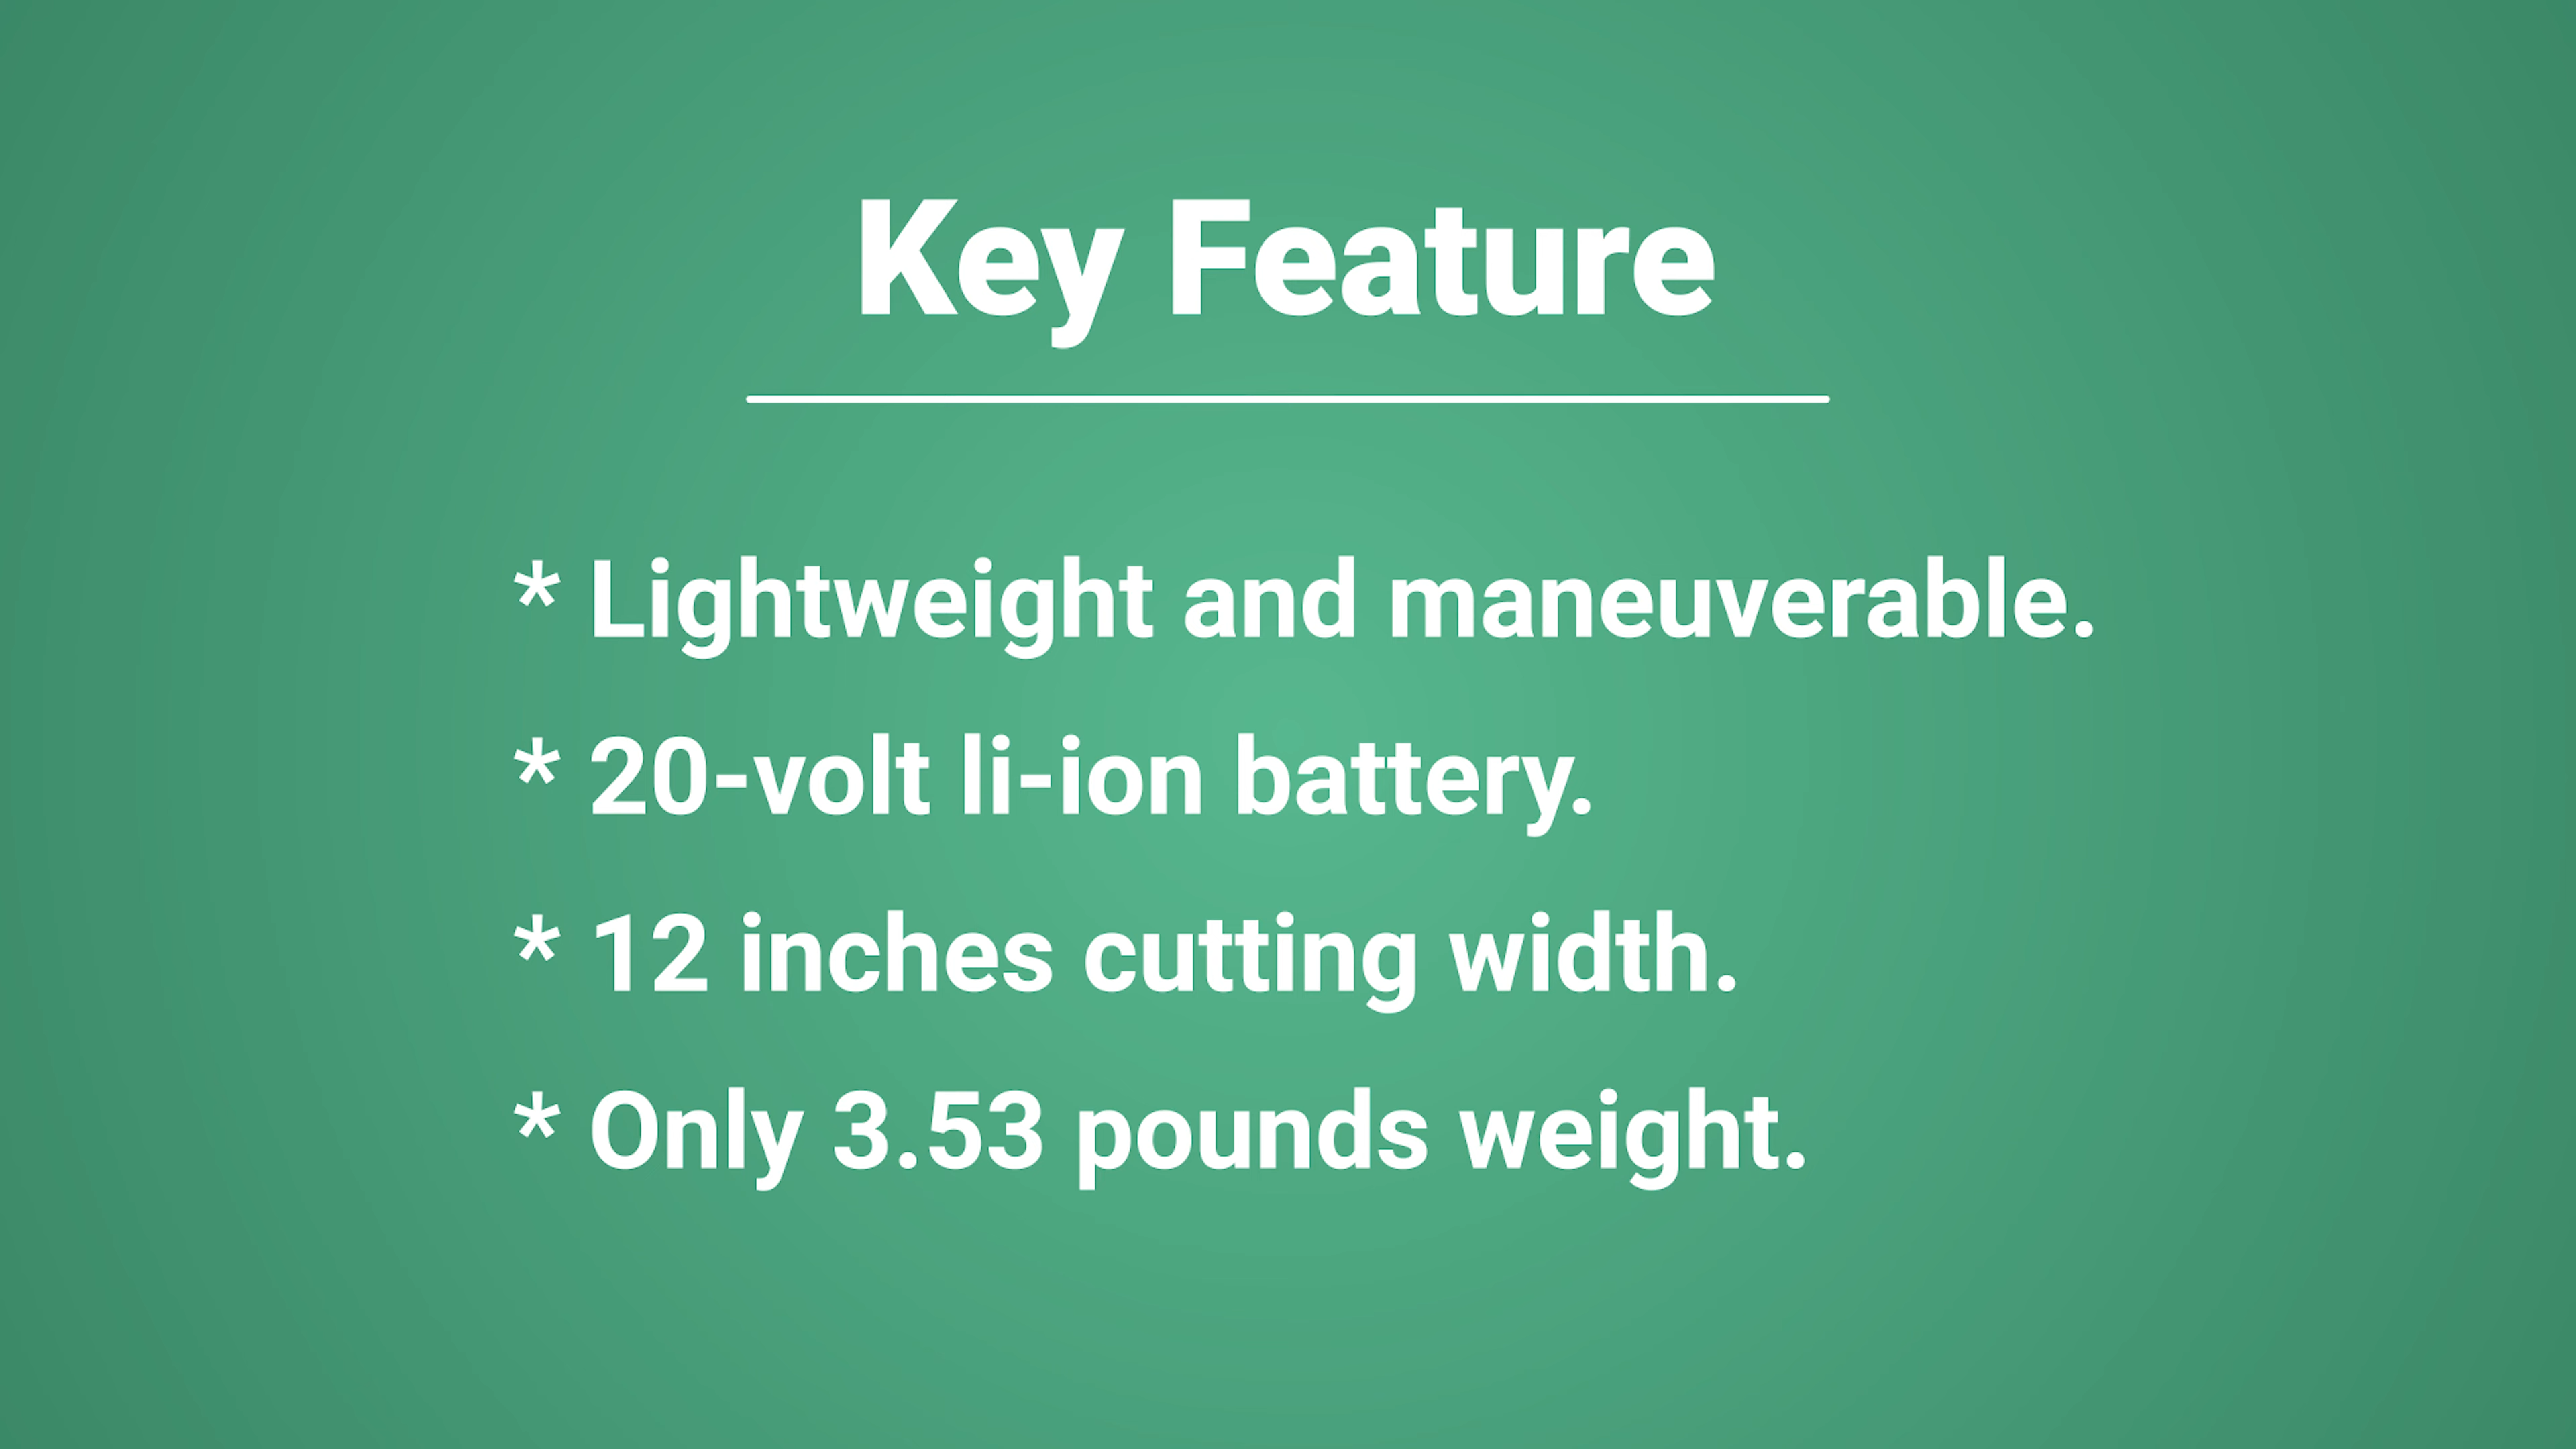 Key Feature
* Lightweight and maneuverable.
* 20-volt li-ion battery.
* 12 inches cutting width.
* Only 3.53 pounds weight.